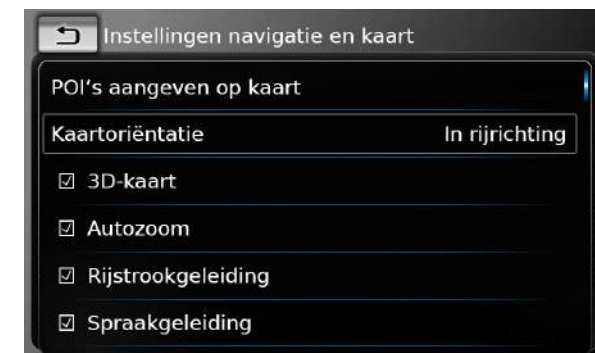 Instellingen navigatie en kaart
POI‘s aangeven op kaart
Kaartoriëntatie In rijrichting
3D-kaart
Autozoom
Rijstrookgeleiding
Spraakgeleiding